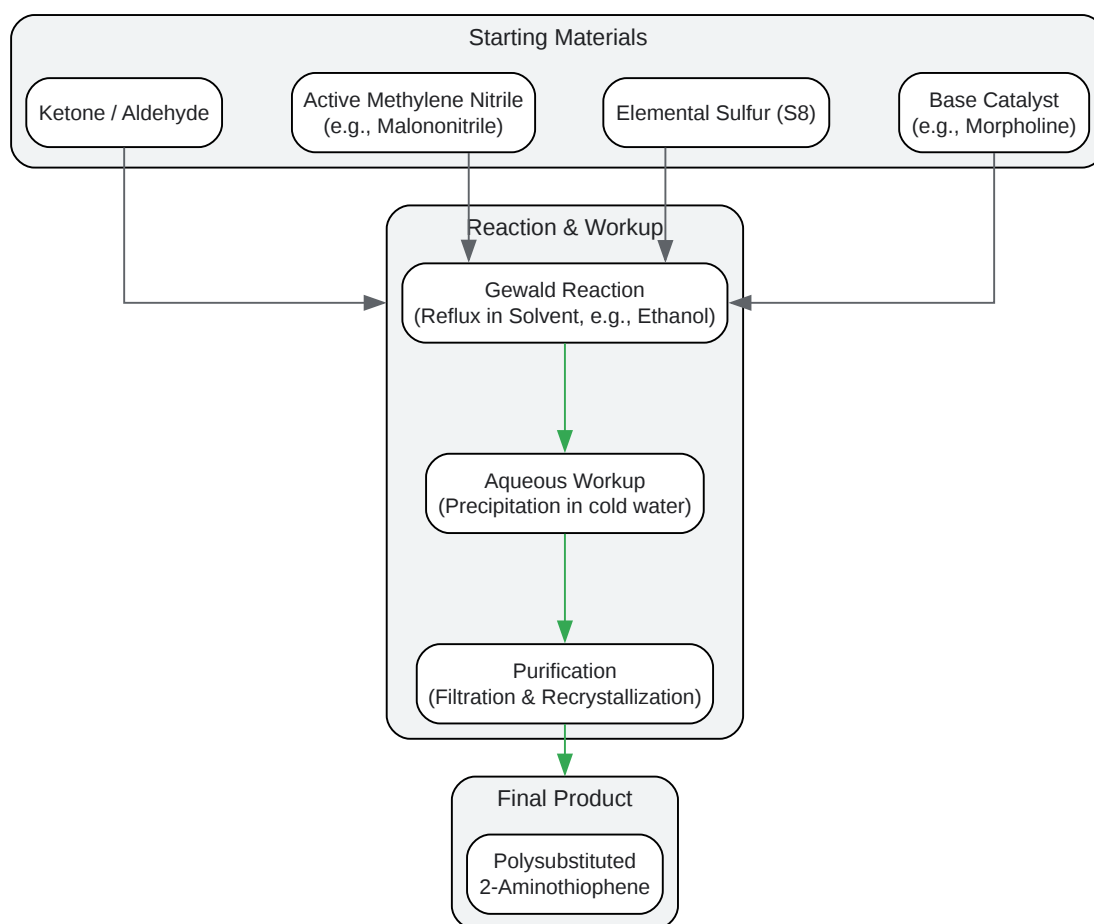 Starting Materials
Ketone / Aldehyde
Active Methylene Nitrile
(e.g., Malononitrile)
Elemental Sulfur (S8)
Base Catalyst
(e.g., Morpholine)
Reaction & Workup
Gewald Reaction
(Reflux in Solvent, e.g., Ethanol)
Aqueous Workup
(Precipitation in cold water)
Purification
(Filtration & Recrystallization)
Final Product
Polysubstituted
2-Aminothiophene